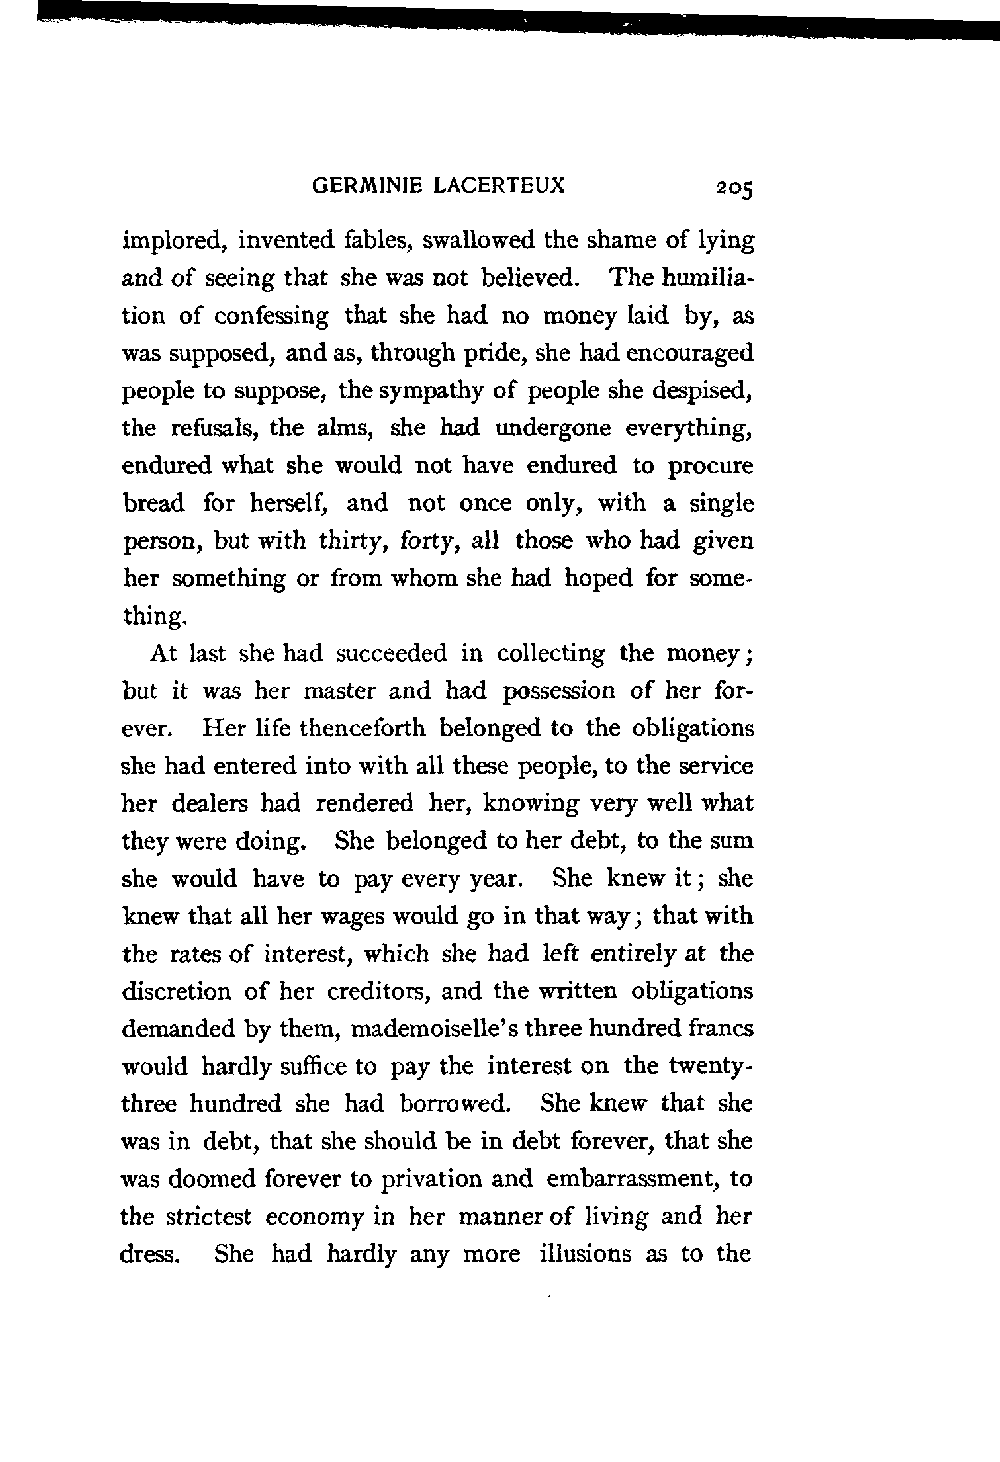 GERMINIE LACERTEUX 205
implored, invented fables, swallowed the shame of lying
and of seeing that she was not believed. The humilia-
tion of confessing that she had no money laid by, as
was supposed, and as, through pride, she had encouraged
people to suppose, the sympathy of people she despised,
the refusals, the alms, she had undergone everything,
endured what she would not have endured to procure
bread for herself, and not once only, with a single
person, but with thirty, forty, all those who had given
her something or from whom she had hoped for some-
thing.
At last she had succeeded in collecting the money;
but it was her master and had possession of her for-
ever. Her life thenceforth belonged to the obligations
she had entered into with all these people, to the service
her dealers had rendered her, knowing very well what
they were doing. She belonged to her debt, to the sum
she would have to pay every year. She knew it; she
knew that all her wages would go in that way; that with
the rates of interest, which she had left entirely at the
discretion of her creditors, and the written obligations
demanded by them, mademoiselle's three hundred francs
would hardly suffice to pay the interest on the twenty-
three hundred she had borrowed. She knew that she
was in debt, that she should be in debt forever, that she
was doomed forever to privation and embarrassment, to
the strictest economy in her manner of living and her
dress. She had hardly any more illusions as to the